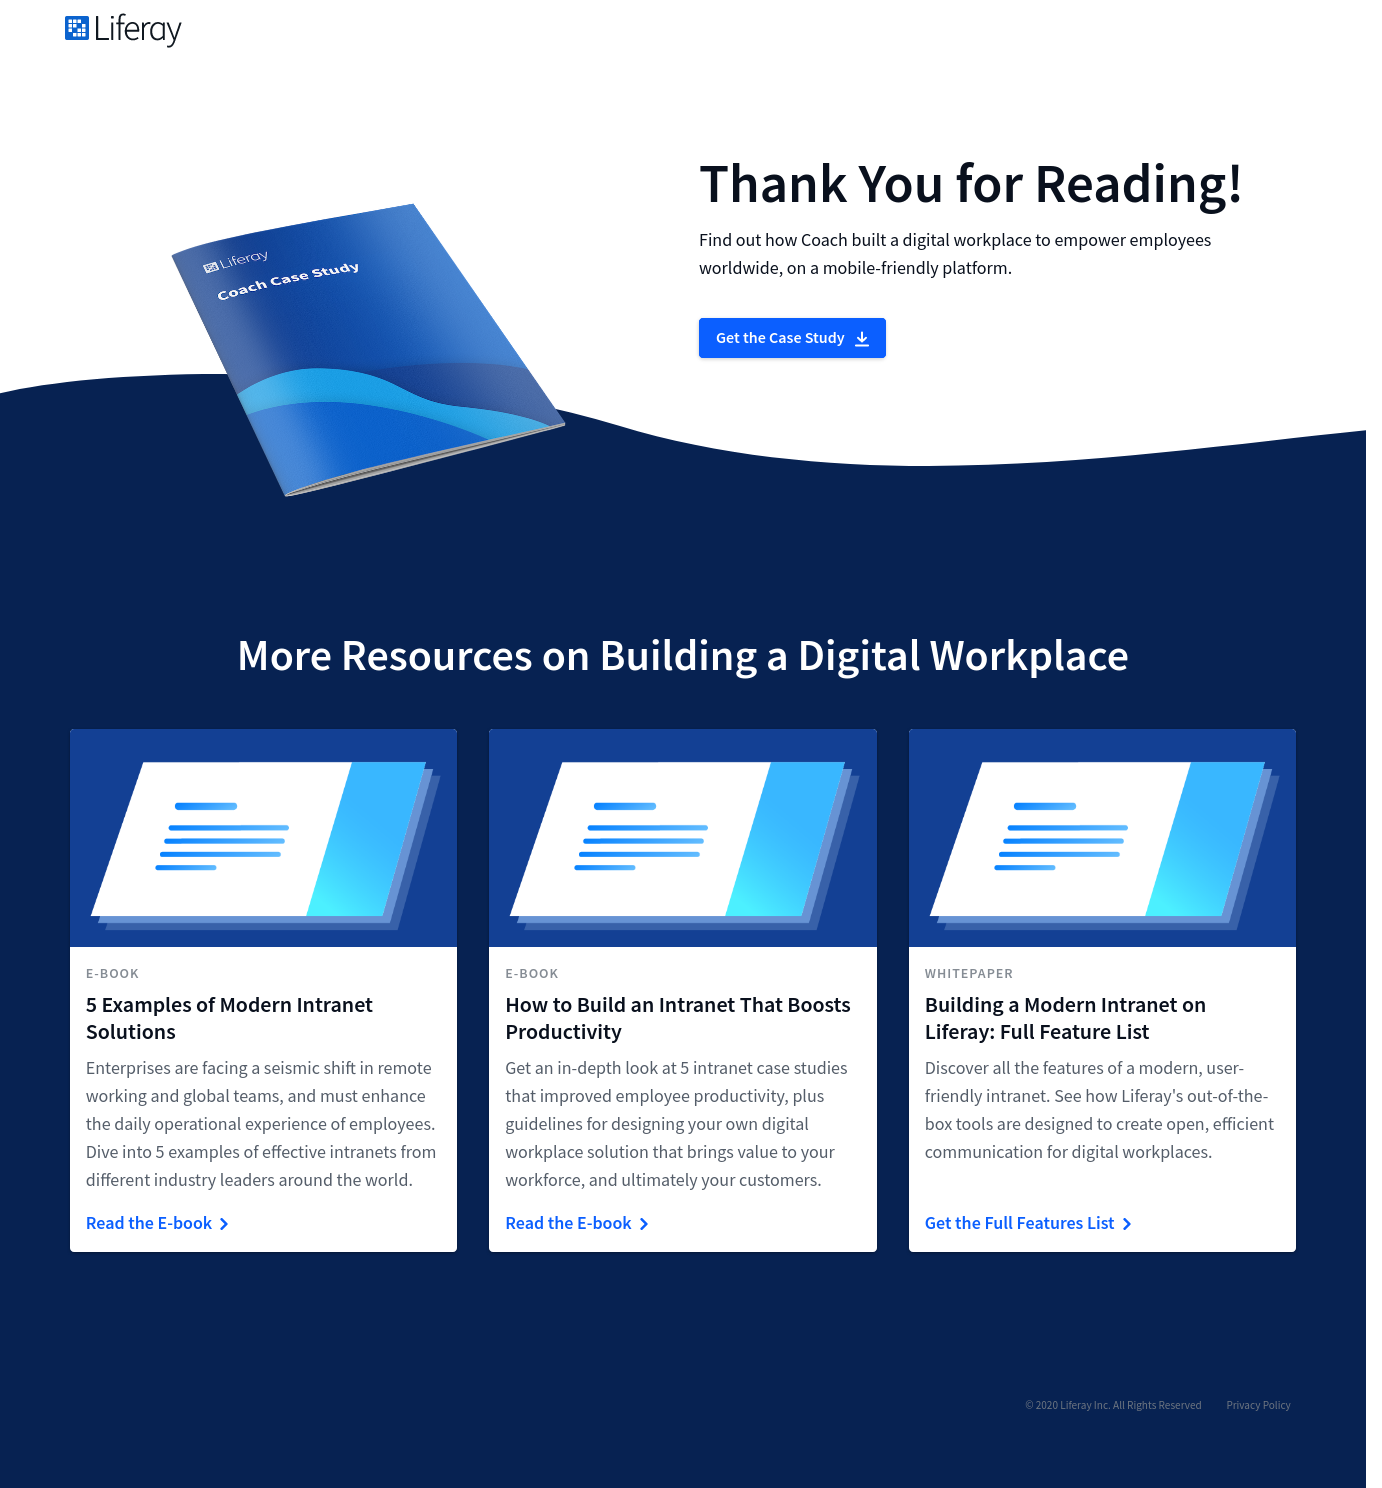 Liferay
Thank You for Reading!
Find out how Coach built a digital workplace to empower employees
worldwide, on a mobile-friendly platform.
Get the Case Study
Liferay
Coach Case Study
More Resources on Building a Digital Workplace
E-BOOK
5 Examples of Modern Intranet
Solutions
Enterprises are facing a seismic shift in remote
working and global teams, and must enhance
the daily operational experience of employees.
Dive into 5 examples of effective intranets from
different industry leaders around the world.
Read the E-book
E-BOOK
How to Build an Intranet That Boosts
Productivity
Get an in-depth look at 5 intranet case studies
that improved employee productivity, plus
guidelines for designing your own digital
workplace solution that brings value to your
workforce, and ultimately your customers.
Read the E-book
WHITEPAPER
Building a Modern Intranet on
Liferay: Full Feature List
Discover all the features of a modern, user-
friendly intranet. See how Liferay's out-of-the-
box tools are designed to create open, efficient
communication for digital workplaces.
Get the Full Features List
© 2020 Liferay Inc. All Rights Reserved
Privacy Policy